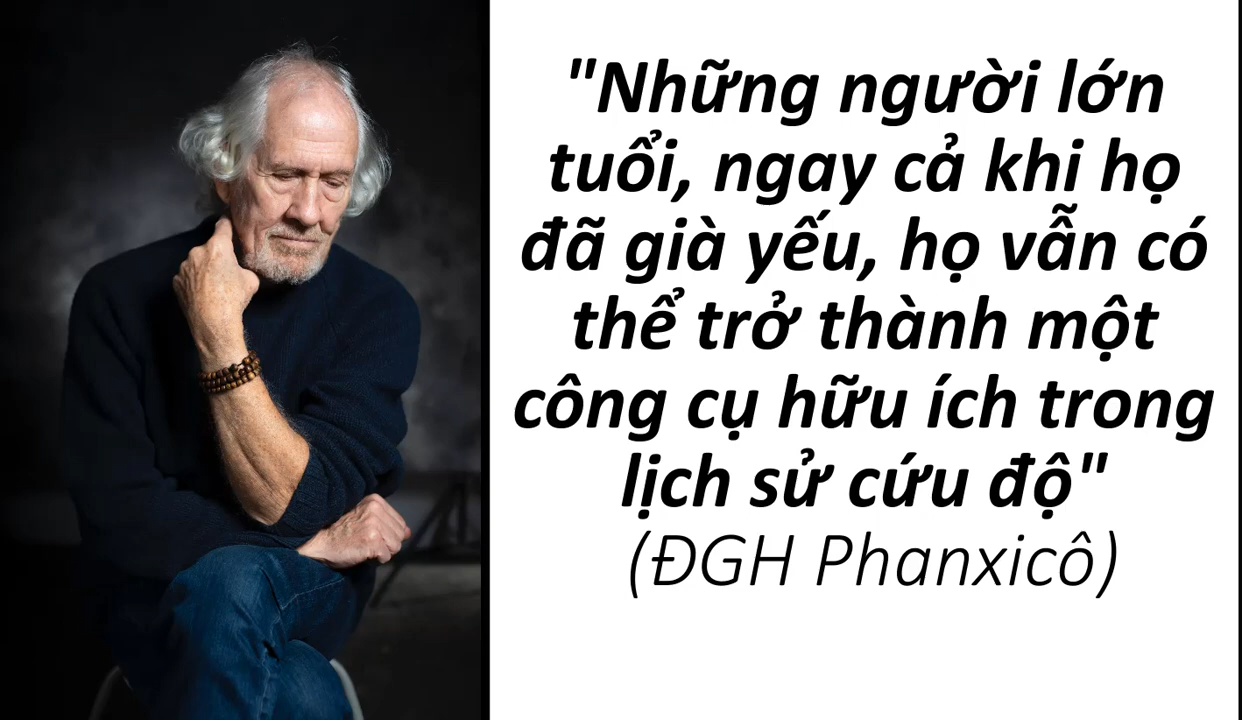 "Những người lớn
tuổi, ngay cả khi họ
đã già yếu, họ vẫn có
thể trở thành một
công cụ hữu ích trong
lịch sử cứu độ"
(ĐGH Phanxicô)